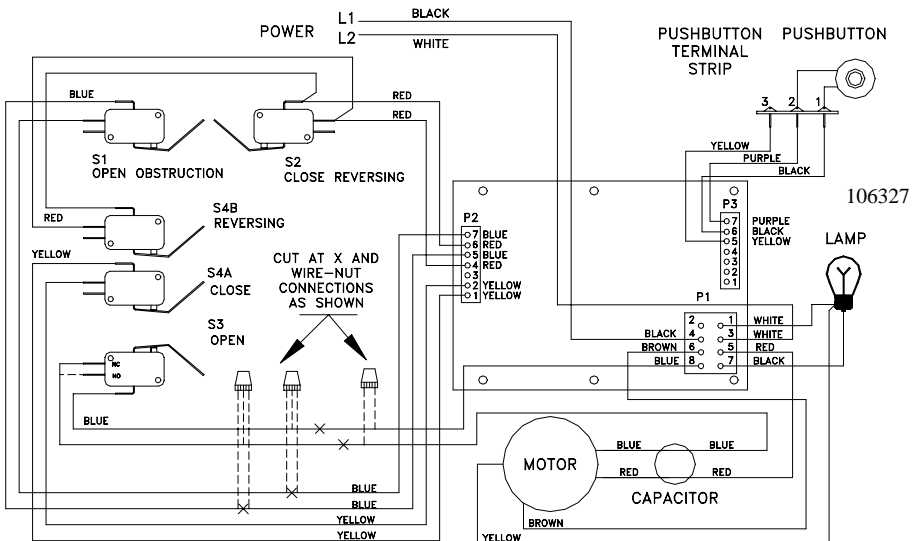 L1 BLACK
POWER
L2 WHITE
PUSHBUTTON
TERMINAL
STRIP
PUSHBUTTON
3 2 1
YELLOW
PURPLE
BLACK
BLUE
RED
RED
S1
OPEN OBSTRUCTION
S2
CLOSE REVERSING
RED
S4B
REVERSING
YELLOW
S4A
CLOSE
S3
OPEN
NC
NO
BLUE
CUT AT X AND
WIRE-NUT
CONNECTIONS
AS SHOWN
P2
7 BLUE
6 RED
5 BLUE
4 RED
3
2 YELLOW
1 YELLOW
P3
7 PURPLE
6 BLACK
5 YELLOW
4
3
2
1
106327
LAMP
P1
2 1 WHITE
BLACK 4 3 WHITE
BROWN 6 5 RED
BLUE 8 7 BLACK
MOTOR
BLUE BLUE
RED RED
CAPACITOR
BROWN
YELLOW
BLUE
BLUE
YELLOW
YELLOW